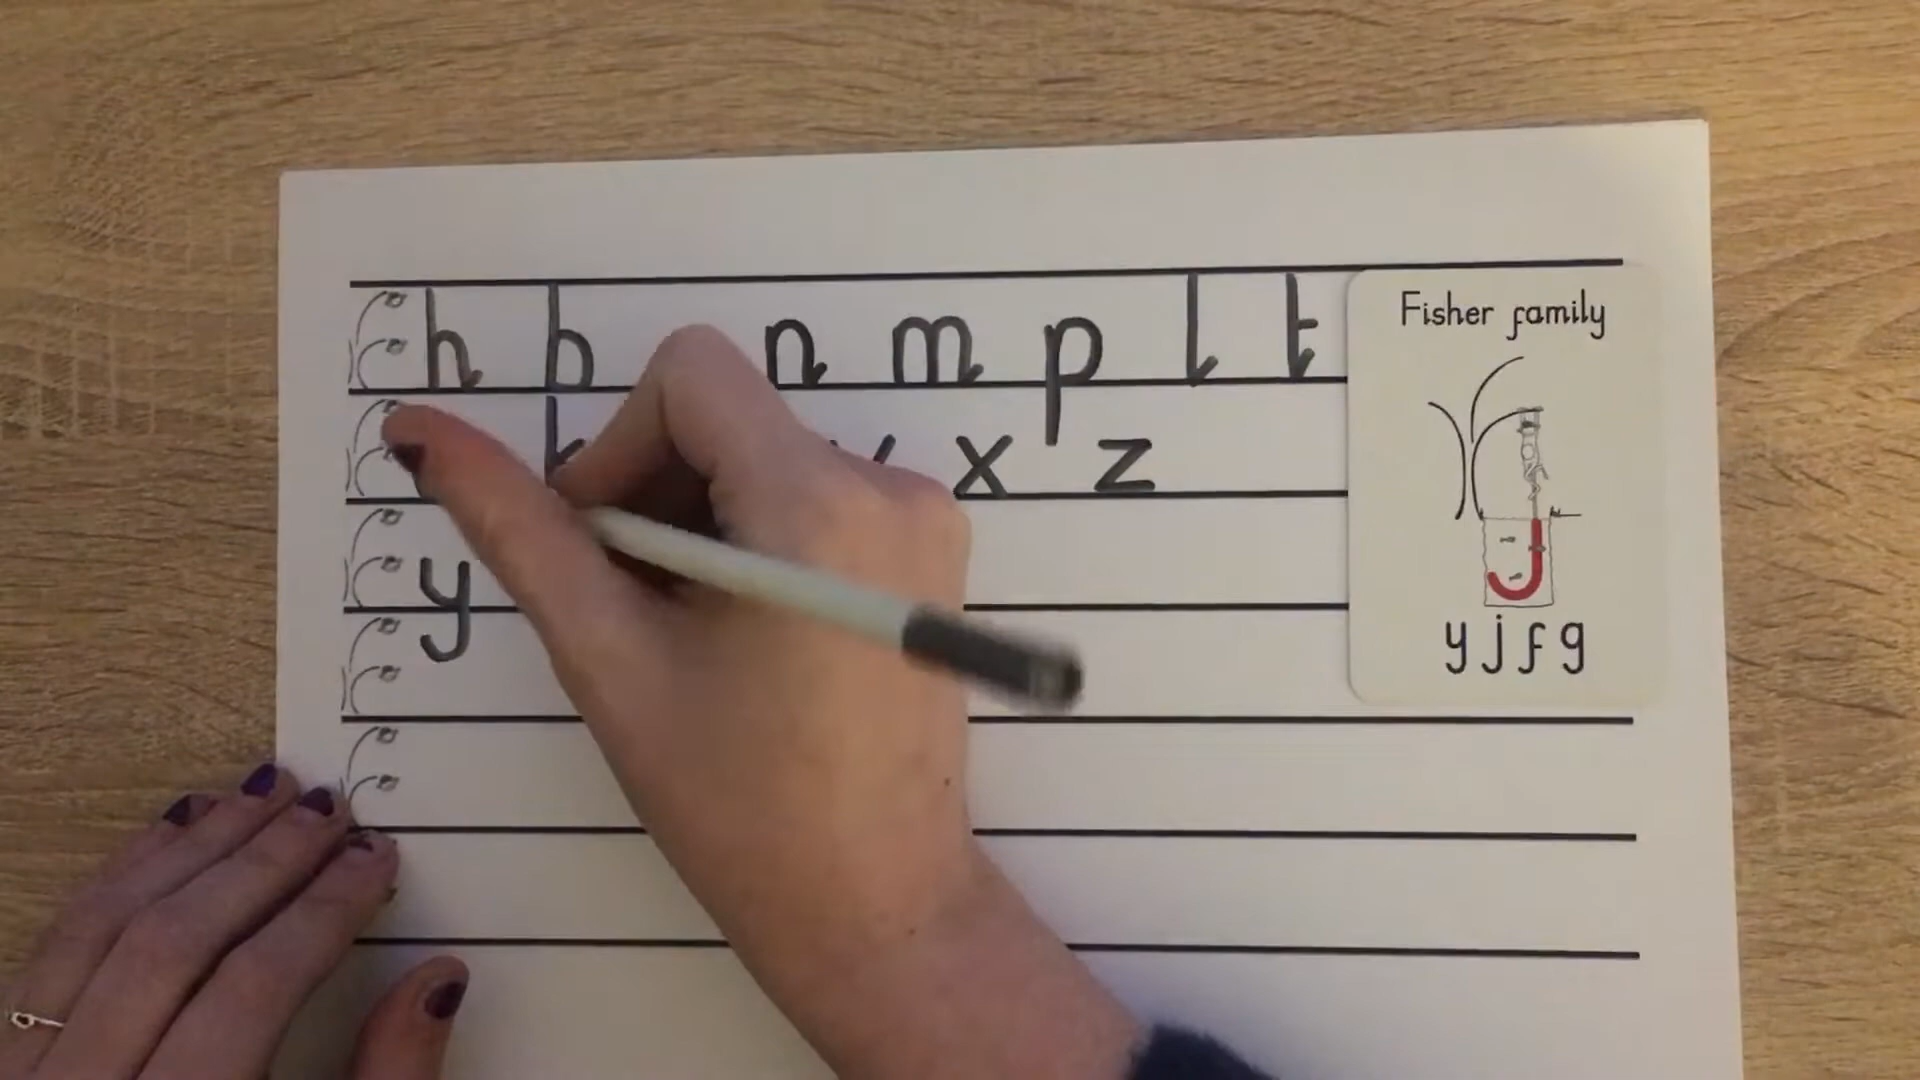 h b n m p l t
k x z
y
Fisher family
y j f g